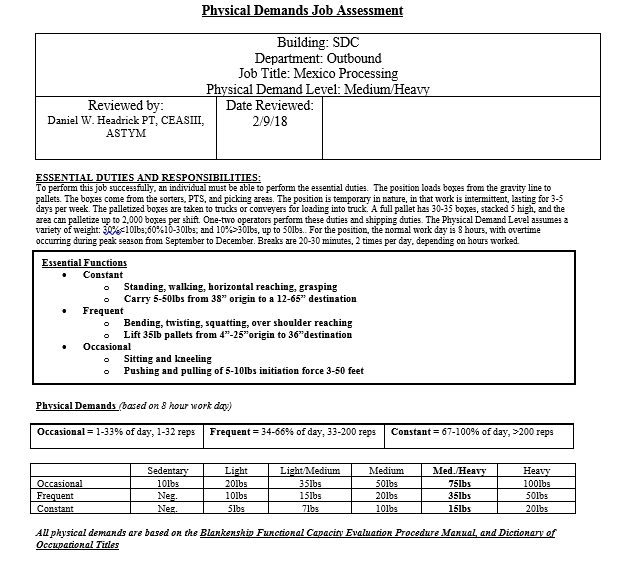 Physical Demands Job Assessment
Building: SDC
Department: Outbound
Job Title: Mexico Processing
Physical Demand Level: Medium/Heavy
Reviewed by:
Daniel W. Headrick PT, CEASIII,
ASTYM
Date Reviewed:
2/9/18
ESSENTIAL DUTIES AND RESPONSIBILITIES:
To perform this job successfully, an individual must be able to perform the essential duties. The position loads boxes from the gravity line to
pallets. The boxes come from the sorters, PTS, and picking areas. The position is temporary in nature, in that work is intermittent, lasting for 3-5
days per week. The palletized boxes are taken to trucks or conveyers for loading into truck. A full pallet has 30-35 boxes, stacked 5 high, and the
area can palletize up to 2,000 boxes per shift. One-two operators perform these duties and shipping duties. The Physical Demand Level assumes a
variety of weight: 30%<10lbs;60%10-30lbs; and 10%>30lbs, up to 50lbs.. For the position, the normal work day is 8 hours, with overtime
occurring during peak season from September to December. Breaks are 20-30 minutes, 2 times per day, depending on hours worked.
Essential Functions
• Constant
o Standing, walking, horizontal reaching, grasping
o Carry 5-50lbs from 38” origin to a 12-65” destination
• Frequent
o Bending, twisting, squatting, over shoulder reaching
o Lift 35lb pallets from 4”-25”origin to 36”destination
• Occasional
o Sitting and kneeling
o Pushing and pulling of 5-10lbs initiation force 3-50 feet
Physical Demands (based on 8 hour work day)
Occasional = 1-33% of day, 1-32 reps Frequent = 34-66% of day, 33-200 reps Constant = 67-100% of day, >200 reps
Sedentary Light Light/Medium Medium Med./Heavy Heavy
Occasional 10lbs 20lbs 35lbs 50lbs 75lbs 100lbs
Frequent Neg. 10lbs 15lbs 20lbs 35lbs 50lbs
Constant Neg. 5lbs 7lbs 10lbs 15lbs 20lbs
All physical demands are based on the Blankenship Functional Capacity Evaluation Procedure Manual, and Dictionary of
Occupational Titles